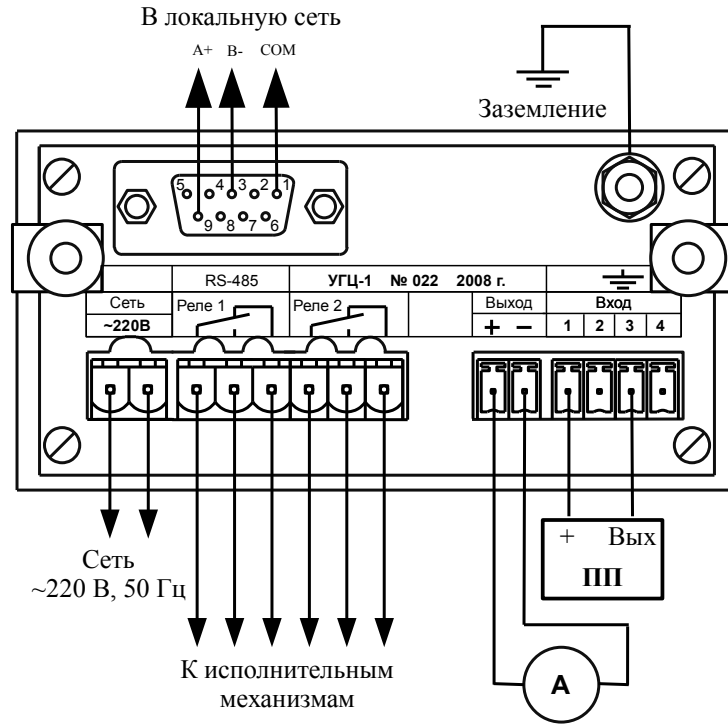 В локальную сеть
A+ B- COM
Заземление
5 4 3 2 1
9 8 7 6
RS-485 УГЦ-1 № 022 2008 г.
Сеть Реле 1 Реле 2 Выход Вход
~220В + − 1 2 3 4
+ Вых
ПП
Сеть
~220 В, 50 Гц
К исполнительным
механизмам
А